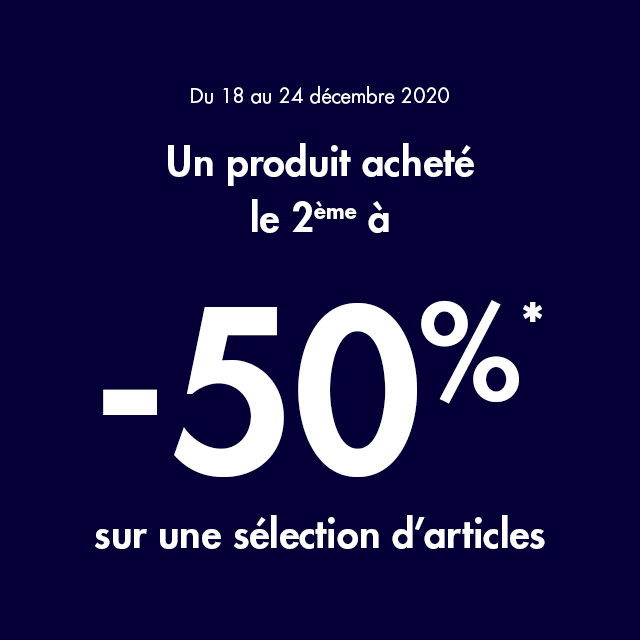 Du 18 au 24 décembre 2020
Un produit acheté
le 2ème à
-50%*
sur une sélection d’articles